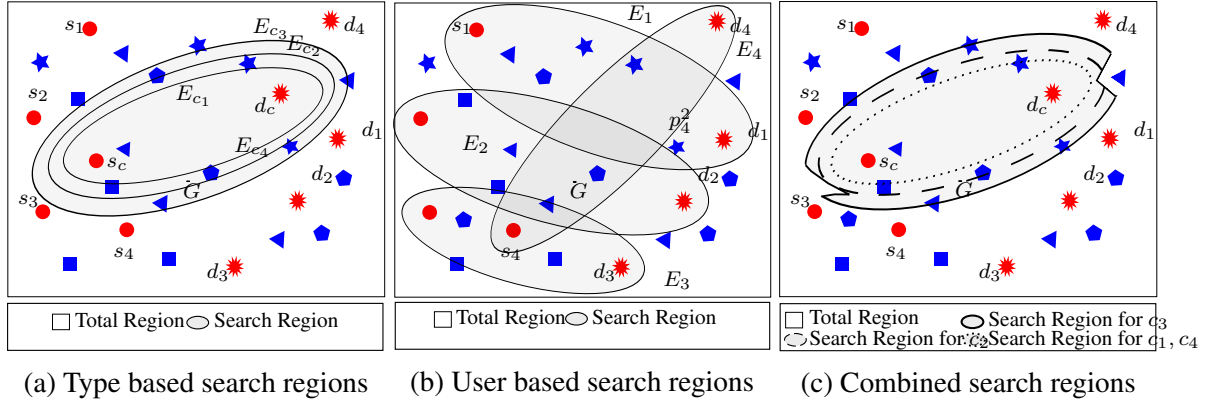 s1
Ec3
Ec2
d4
s2
Ec1
dc
d1
Ec4
sc
d2
G
s3
s4
d3
Total Region
Search Region
(a) Type based search regions
s1
E1
d4
E4
p42
d1
E2
d2
G
s4
d3
E3
Total Region
Search Region
(b) User based search regions
s1
d4
s2
dc
d1
sc
d2
G
s3
s4
d3
Total Region
Search Region for c3
Search Region for c2
Search Region for c1, c4
(c) Combined search regions